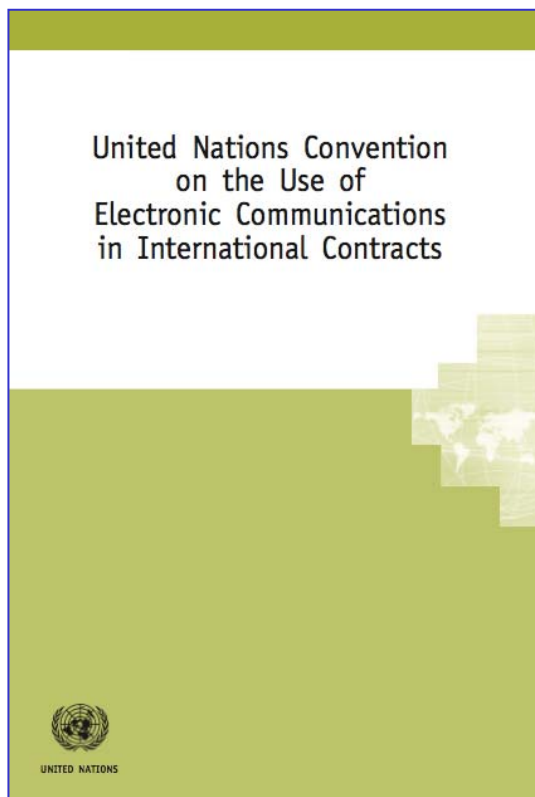 United Nations Convention
on the Use of
Electronic Communications
in International Contracts
UNITED NATIONS